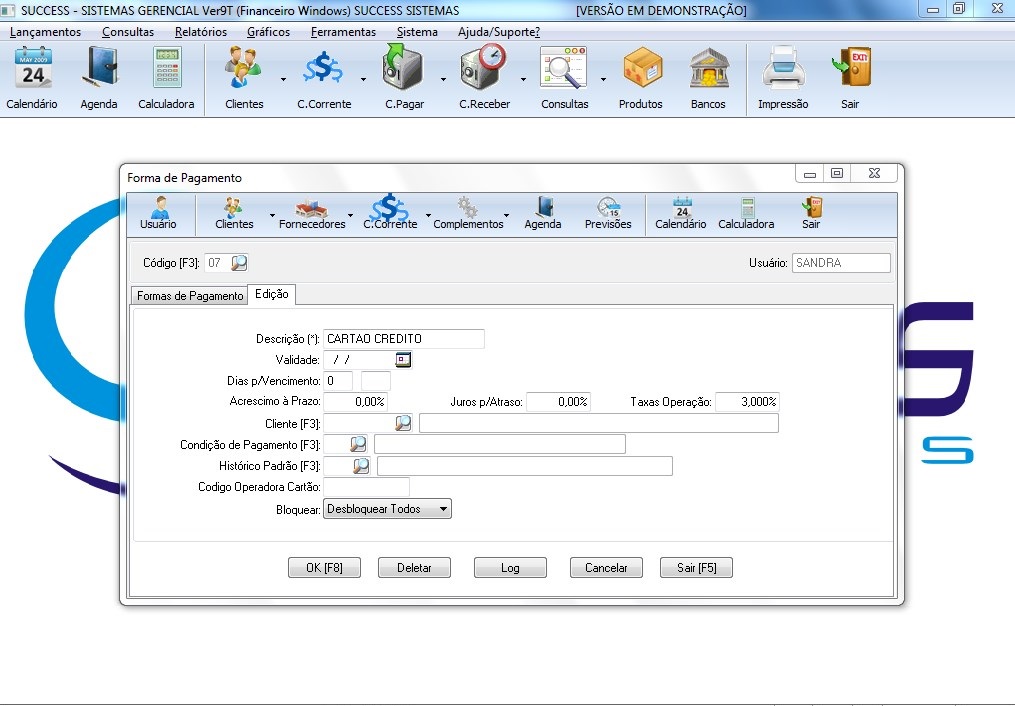 SUCCESS - SISTEMAS GERENCIAL Ver9T (Financeiro Windows) SUCCESS SISTEMAS [VERSÃO EM DEMONSTRAÇÃO]
Lançamentos Consultas Relatórios Gráficos Ferramentas Sistema Ajuda/Suporte?
MAY 2009
24
EXIT
Calendário Agenda Calculadora Clientes C.Corrente C.Pagar C.Receber Consultas Produtos Bancos Impressão Sair
Forma de Pagamento
Usuário Clientes Fornecedores C.Corrente Complementos Agenda Previsões Calendário Calculadora Sair
Código [F3]: 07 Usuário: SANDRA
Formas de Pagamento Edição
Descrição (*): CARTAO CREDITO
Validade: / /
Dias p/Vencimento: 0
Acrescimo à Prazo: 0,00% Juros p/Atraso: 0,00% Taxas Operação: 3,000%
Cliente [F3]:
Condição de Pagamento [F3]:
Histórico Padrão [F3]:
Codigo Operadora Cartão:
Bloquear: Desbloquear Todos
OK [F8] Deletar Log Cancelar Sair [F5]
S
S